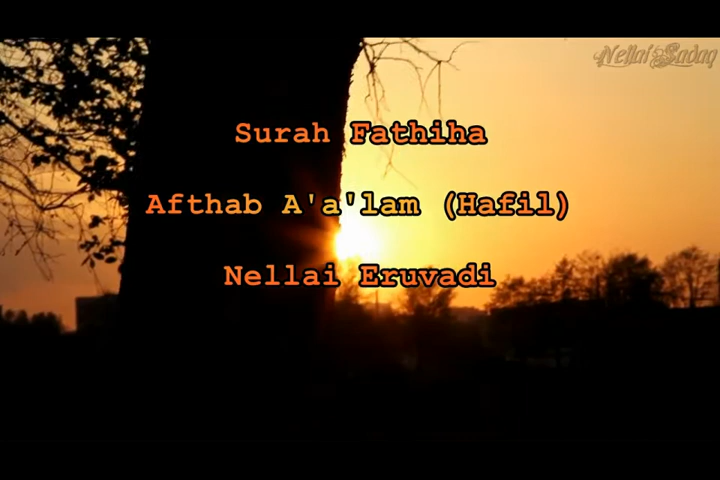 Nellai Sadaq
Surah Fathiha
Afthab A'a'lam (Hafil)
Nellai Eruvadi